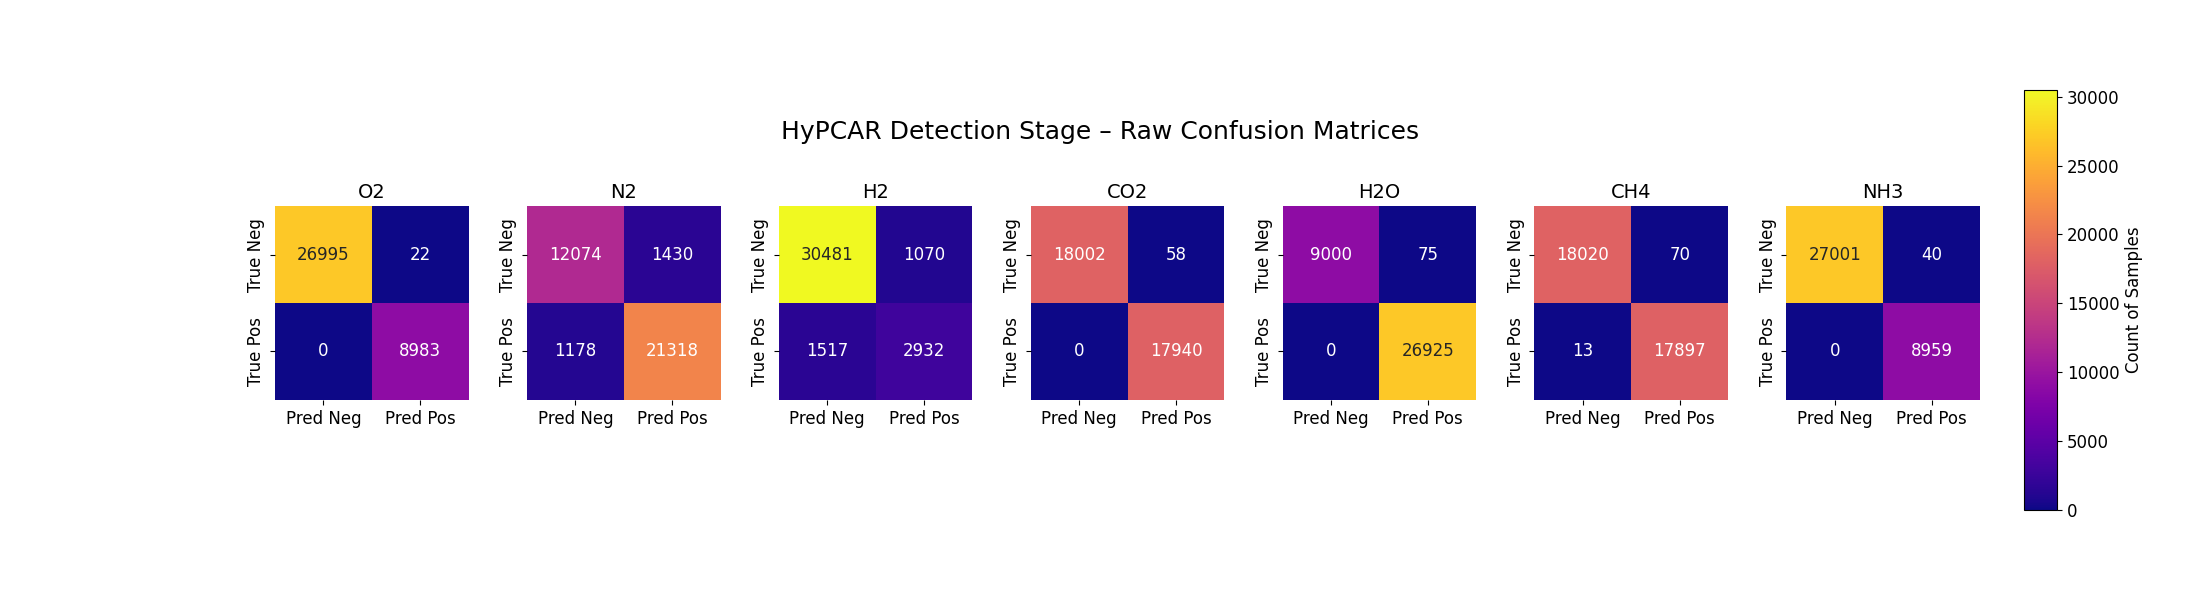 HyPCAR Detection Stage – Raw Confusion Matrices
O2
True Neg
True Pos
26995 22
0 8983
Pred Neg Pred Pos
N2
True Neg
True Pos
12074 1430
1178 21318
Pred Neg Pred Pos
H2
True Neg
True Pos
30481 1070
1517 2932
Pred Neg Pred Pos
CO2
True Neg
True Pos
18002 58
0 17940
Pred Neg Pred Pos
H2O
True Neg
True Pos
9000 75
0 26925
Pred Neg Pred Pos
CH4
True Neg
True Pos
18020 70
13 17897
Pred Neg Pred Pos
NH3
True Neg
True Pos
27001 40
0 8959
Pred Neg Pred Pos
30000
25000
20000
15000
10000
5000
0
Count of Samples